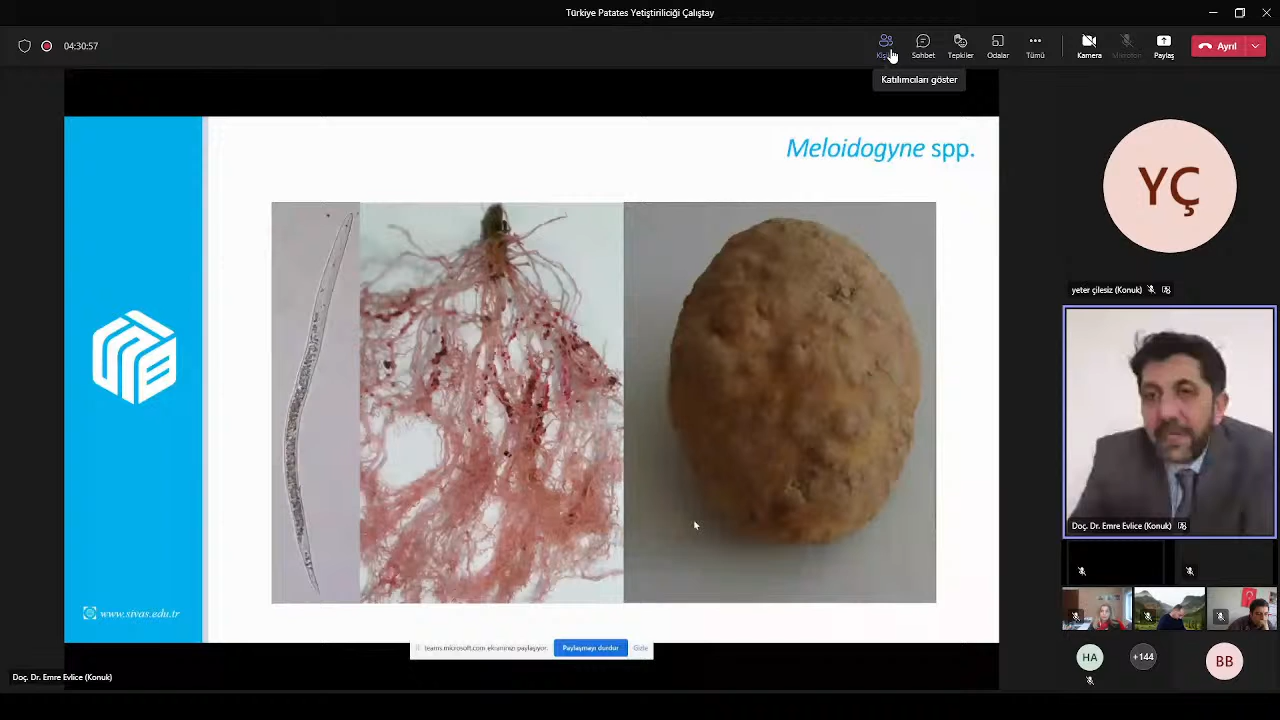 Türkiye Patates Yetiştiriciliği Çalıştay
04:30:57
Sohbet
Tepkiler
Odalar
Tümü
Kamera
Mikrofon
Paylaş
Ayrıl
Katılımcıları göster
Meloidogyne spp.
YÇ
yeter çilesiz (Konuk)
Doç. Dr. Emre Evlice (Konuk)
www.sivas.edu.tr
teams.microsoft.com ekranınızı paylaşıyor.
Paylaşmayı durdur
Gizle
HA
+144
BB
Doç. Dr. Emre Evlice (Konuk)